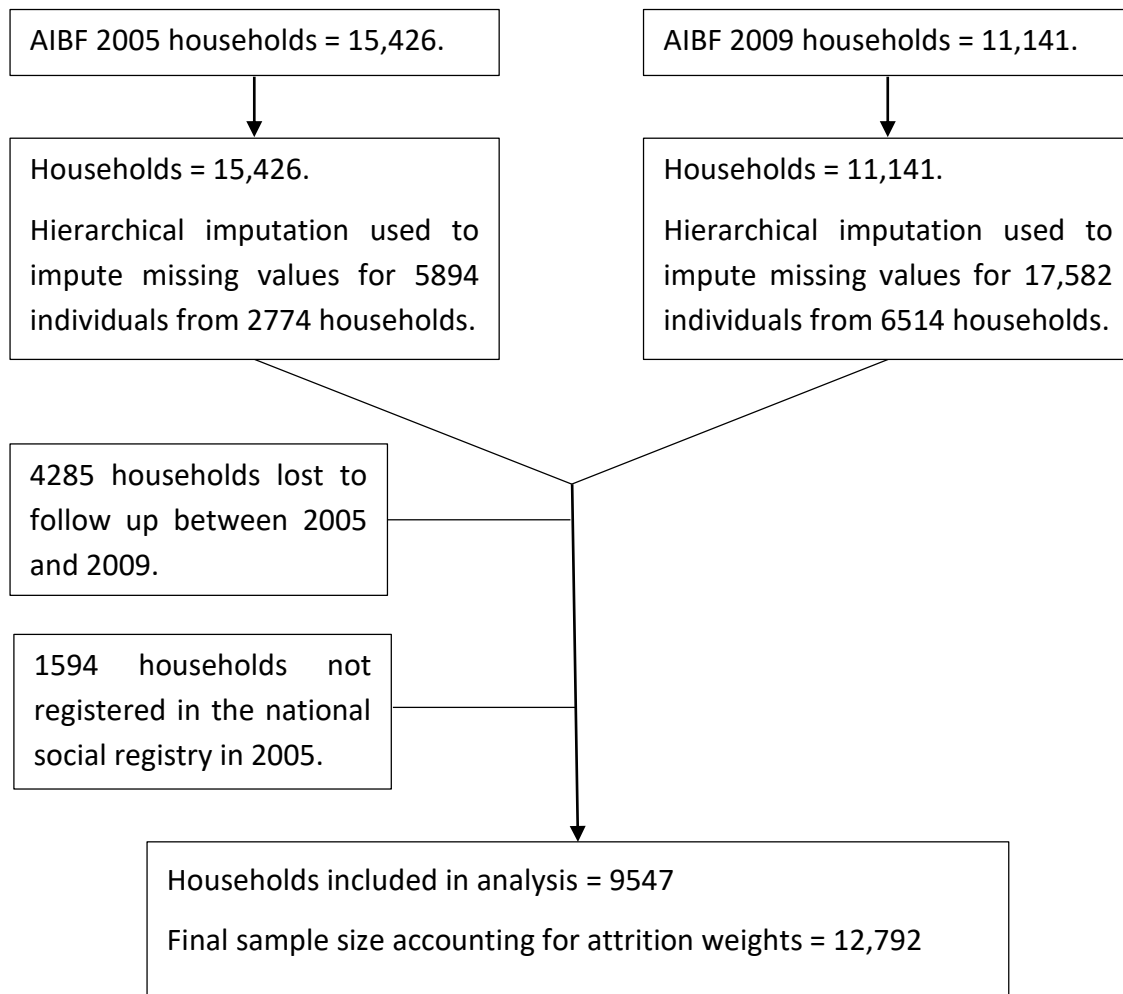 AIBF 2005 households = 15,426.
AIBF 2009 households = 11,141.
Households = 15,426.
Hierarchical imputation used to
impute missing values for 5894
individuals from 2774 households.
Households = 11,141.
Hierarchical imputation used to
impute missing values for 17,582
individuals from 6514 households.
4285 households lost to
follow up between 2005
and 2009.
1594 households not
registered in the national
social registry in 2005.
Households included in analysis = 9547
Final sample size accounting for attrition weights = 12,792